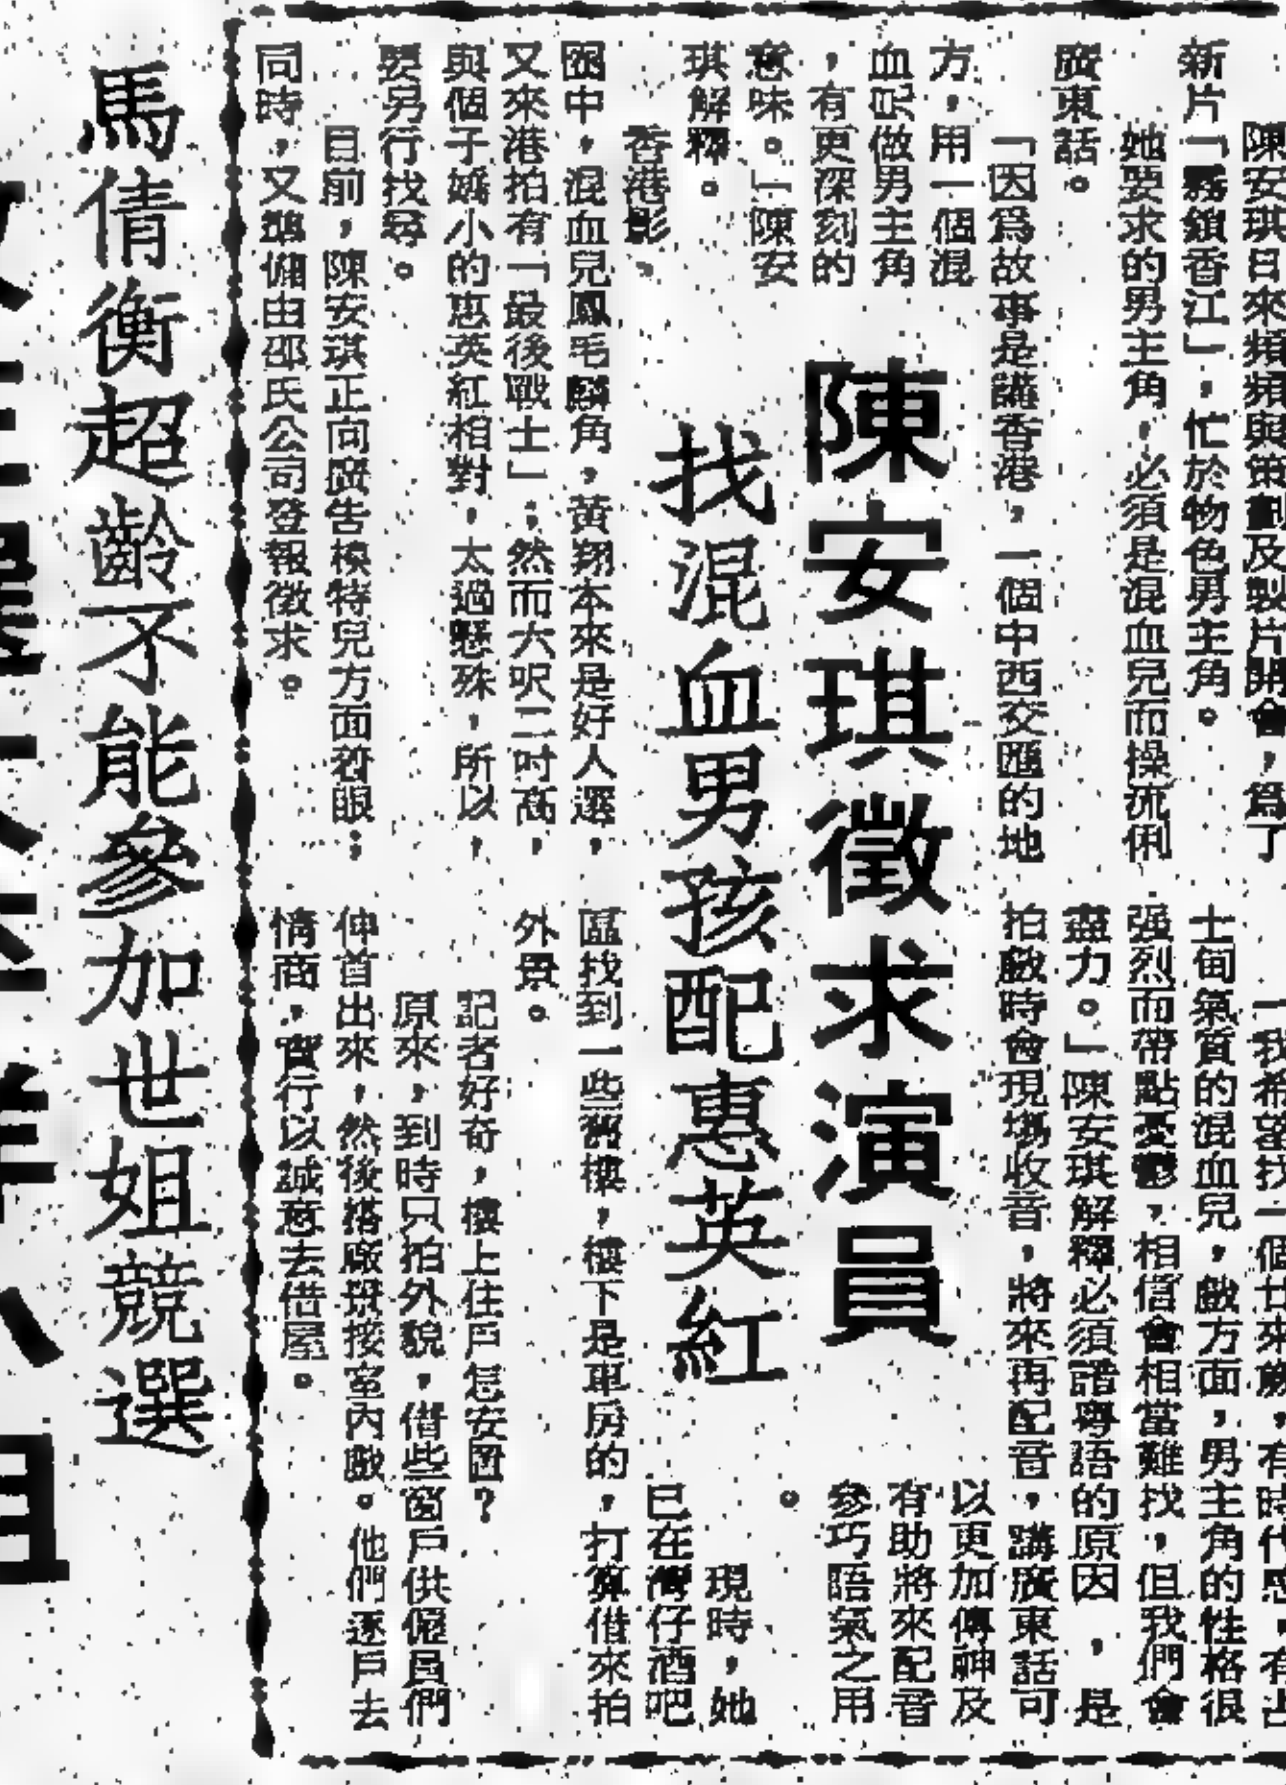 陳安琪徵求演員
找混血男孩配惠英紅
陳安琪日來頻頻與策劃及製片開會，爲了
新片「霧鎖香江」，忙於物色男主角。
她要求的男主角，必須是混血兒而操流俐
廣東話。
「因爲故事是講香港，一個中西交匯的地
方，用一個混
血兒做男主角
，有更深刻的
意味。」陳安
琪解釋。
香港影
圈中，混血兒鳳毛麟角，黃翔本來是好人選，
又來港拍有「最後戰士」；然而六呎二吋高，
與個子嬌小的惠英紅相對，太過懸殊，所以，
要另行找尋。
目前，陳安琪正向廣告模特兒方面着眼；
同時，又準備由邵氏公司登報徵求。
「我希望找一個廿來歲，有時代感，有占
士甸氣質的混血兒，戲方面，男主角的性格很
强烈而帶點憂鬱，相信會相當難找，但我們會
盡力。」陳安琪解釋必須諳粤語的原因，是
拍戲時會現塲收音，將來再配音，講廣東話可
以更加傳神及
有助將來配音
參巧語氣之用
。
現時，她
已在灣仔酒吧
區找到一些舊樓，樓下是車房的，打算借來拍
外景。
記者好奇，樓上住戶怎安置？
原來，到時只拍外貌，借些窗戶供演員們
伸首出來，然後搭廠景接室內戲。他們逐戶去
情商，實行以誠意去借屋。
馬倩衡超齡不能參加世姐競選